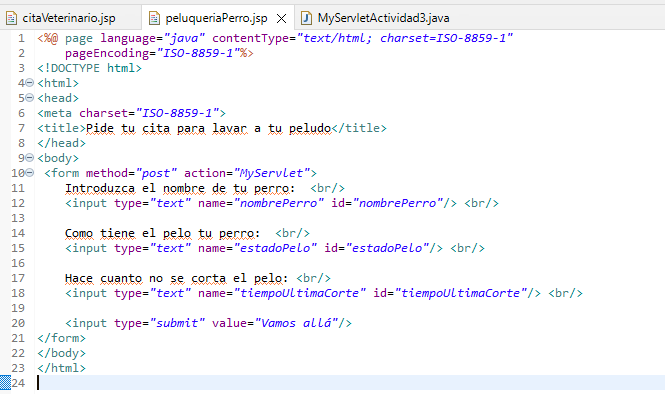 citaVeterinario.jsp peluqueriaPerro.jsp MyServletActividad3.java
1 <%@ page language="java" contentType="text/html; charset=ISO-8859-1"
2 pageEncoding="ISO-8859-1"%>
3 <!DOCTYPE html>
4 <html>
5 <head>
6 <meta charset="ISO-8859-1">
7 <title>Pide tu cita para lavar a tu peludo</title>
8 </head>
9 <body>
10 <form method="post" action="MyServlet">
11 Introduzca el nombre de tu perro: <br/>
12 <input type="text" name="nombrePerro" id="nombrePerro"/> <br/>
13
14 Como tiene el pelo tu perro: <br/>
15 <input type="text" name="estadoPelo" id="estadoPelo"/> <br/>
16
17 Hace cuanto no se corta el pelo: <br/>
18 <input type="text" name="tiempoUltimaCorte" id="tiempoUltimaCorte"/> <br/>
19
20 <input type="submit" value="Vamos allá"/>
21 </form>
22 </body>
23 </html>
24